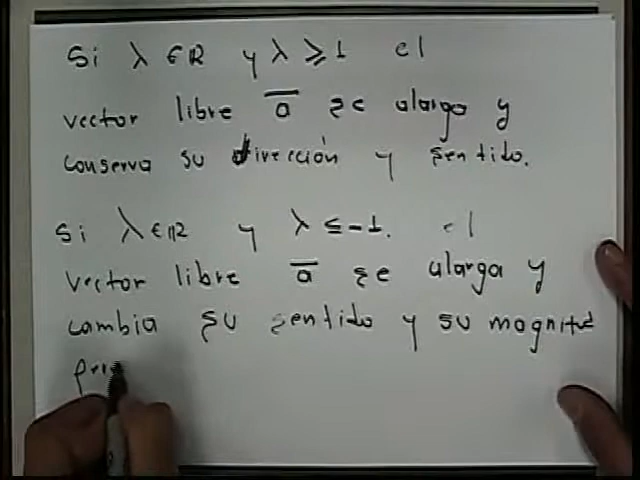 Si λ ∈ R y λ ≥ 1 el
vector libre a̅ se alarga y
conserva su dirección y sentido.
Si λ ∈ R y λ ≤ -1. el
vector libre a̅ se alarga y
cambia su sentido y su magnitud